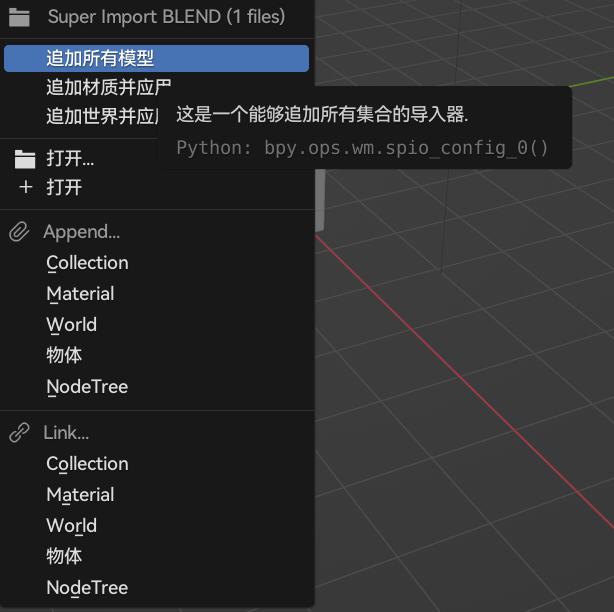 Super Import BLEND (1 files)
追加所有模型
追加材质并应用
追加世界并应
这是一个能够追加所有集合的导入器.
Python: bpy.ops.wm.spio_config_0()
打开...
打开
Append...
Collection
Material
World
物体
NodeTree
Link...
Collection
Material
World
物体
NodeTree